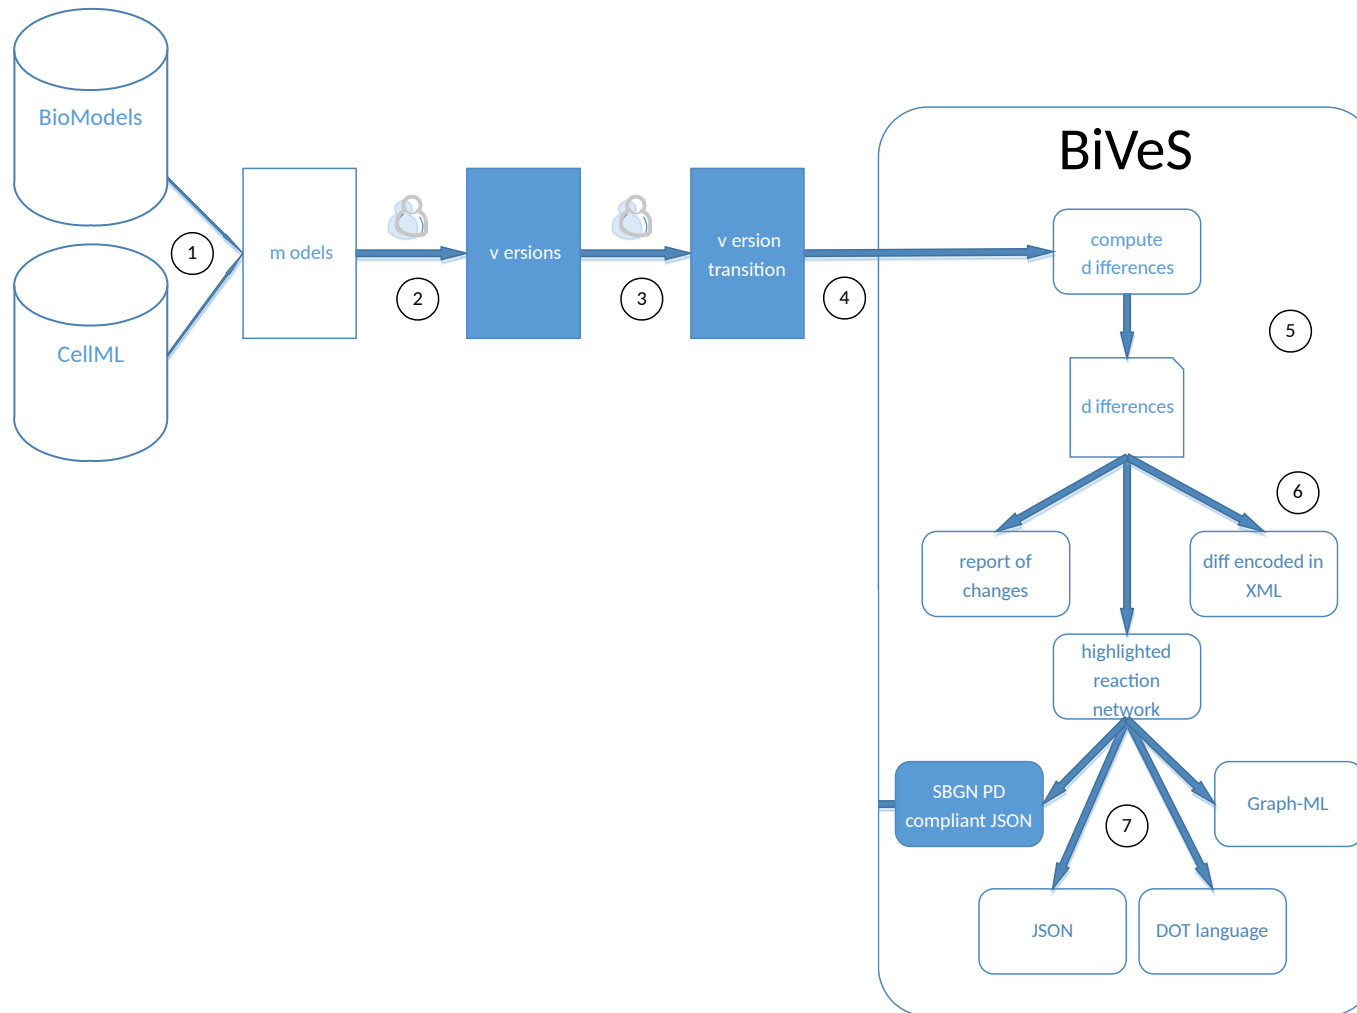 BioModels
CellML
1
m odels
2
v ersions
3
v ersion
transition
4
BiVeS
compute
d ifferences
5
d ifferences
6
report of
changes
diff encoded in
XML
highlighted
reaction
network
SBGN PD
compliant JSON
7
Graph-ML
JSON
DOT language